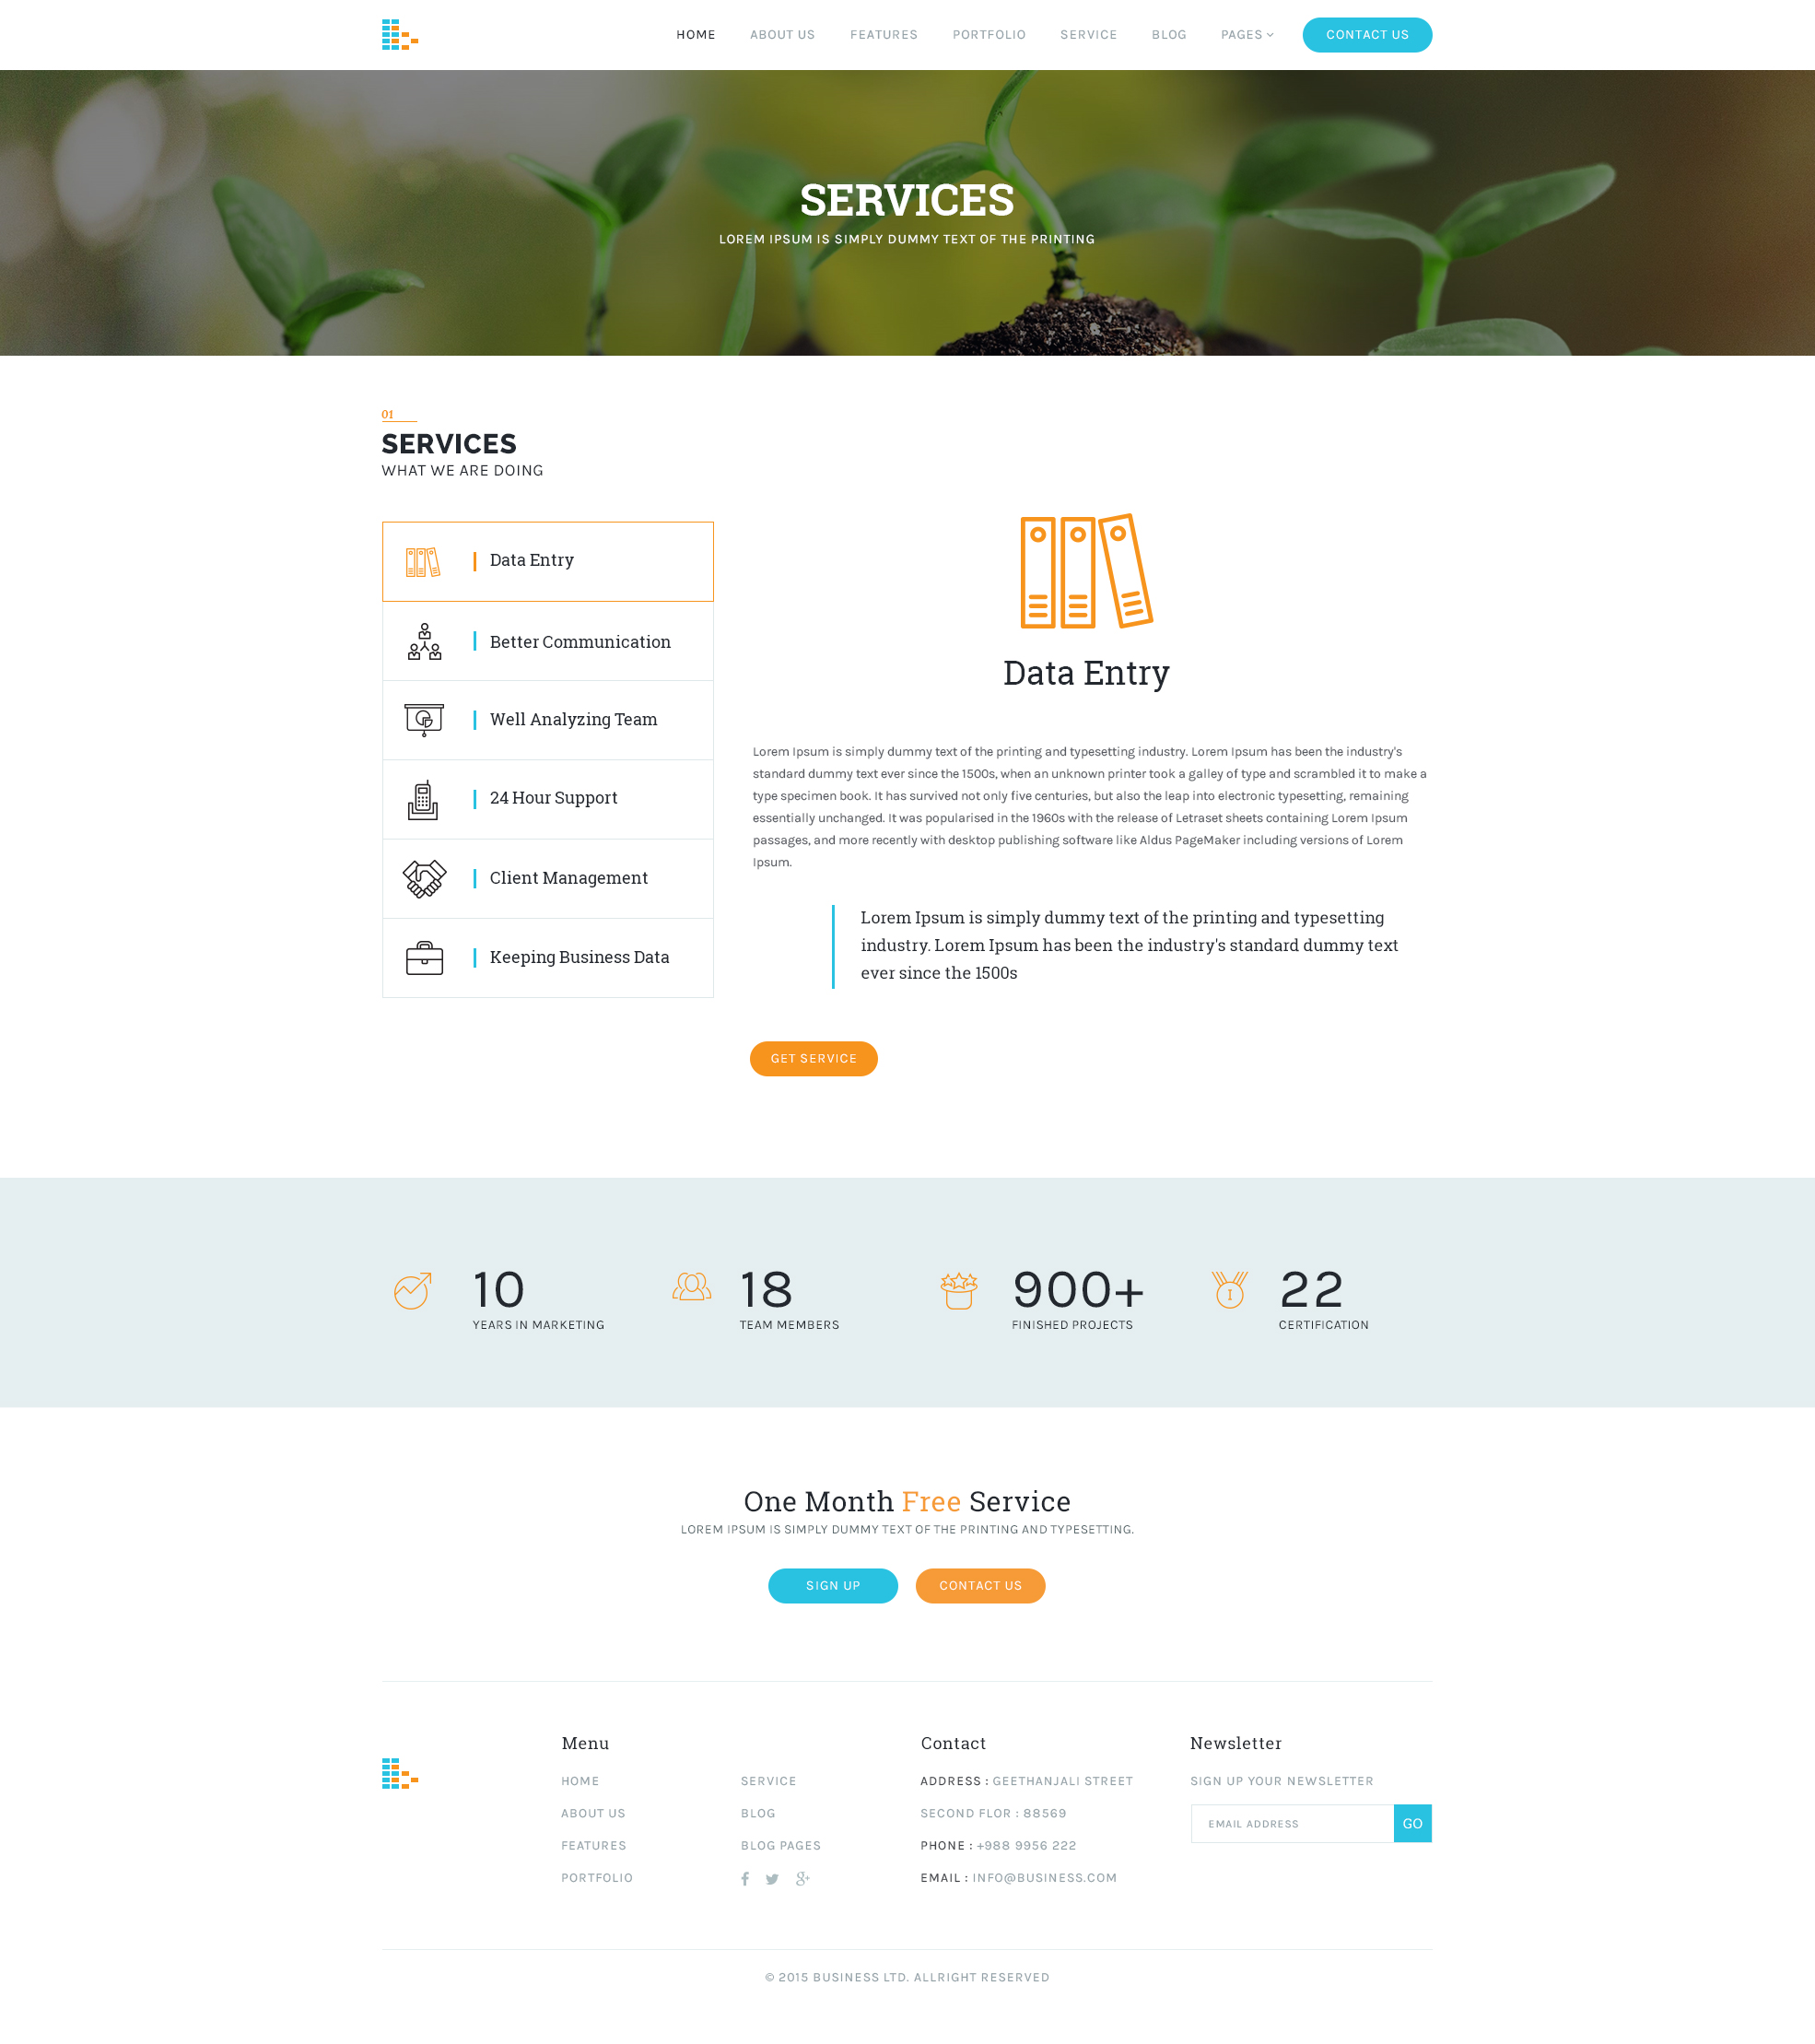 HOME ABOUT US FEATURES PORTFOLIO SERVICE BLOG PAGES CONTACT US
SERVICES
LOREM IPSUM IS SIMPLY DUMMY TEXT OF THE PRINTING
01
SERVICES
WHAT WE ARE DOING
Data Entry
Better Communication
Well Analyzing Team
24 Hour Support
Client Management
Keeping Business Data
Data Entry
Lorem Ipsum is simply dummy text of the printing and typesetting industry. Lorem Ipsum has been the industry's
standard dummy text ever since the 1500s, when an unknown printer took a galley of type and scrambled it to make a
type specimen book. It has survived not only five centuries, but also the leap into electronic typesetting, remaining
essentially unchanged. It was popularised in the 1960s with the release of Letraset sheets containing Lorem Ipsum
passages, and more recently with desktop publishing software like Aldus PageMaker including versions of Lorem
Ipsum.
Lorem Ipsum is simply dummy text of the printing and typesetting
industry. Lorem Ipsum has been the industry's standard dummy text
ever since the 1500s
GET SERVICE
10
YEARS IN MARKETING
18
TEAM MEMBERS
900+
FINISHED PROJECTS
22
CERTIFICATION
One Month Free Service
LOREM IPSUM IS SIMPLY DUMMY TEXT OF THE PRINTING AND TYPESETTING.
SIGN UP CONTACT US
Menu
HOME
ABOUT US
FEATURES
PORTFOLIO
SERVICE
BLOG
BLOG PAGES
Contact
ADDRESS : GEETHANJALI STREET
SECOND FLOR : 88569
PHONE : +988 9956 222
EMAIL : INFO@BUSINESS.COM
Newsletter
SIGN UP YOUR NEWSLETTER
EMAIL ADDRESS GO
© 2015 BUSINESS LTD. ALLRIGHT RESERVED